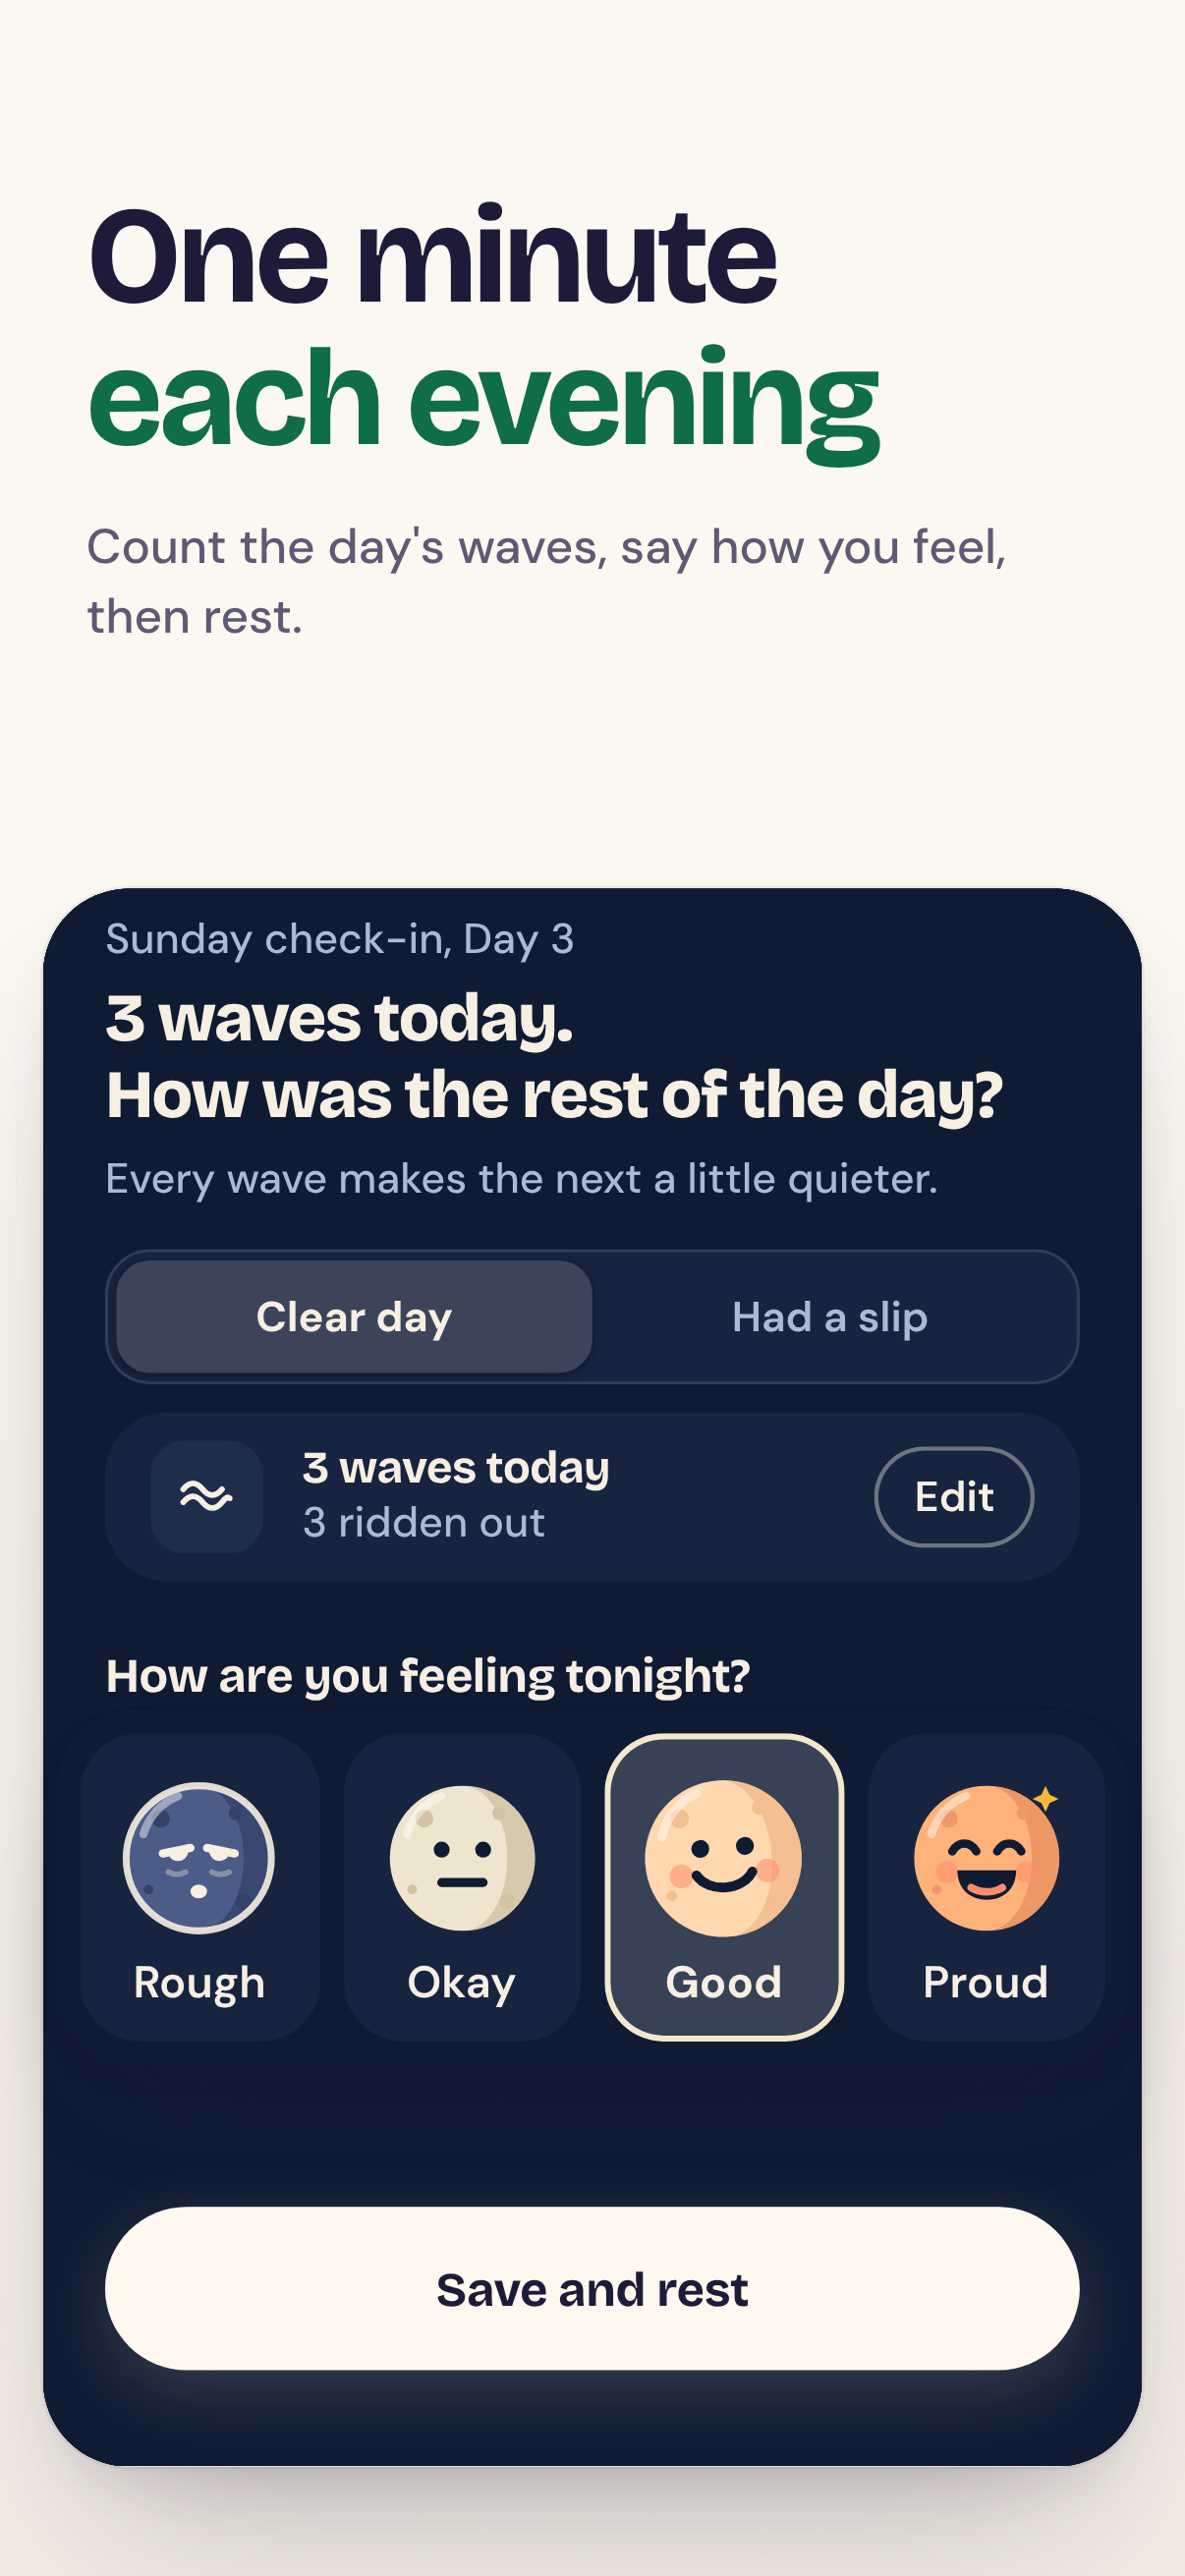 One minute
each evening
Count the day's waves, say how you feel,
then rest.
Sunday check-in, Day 3
3 waves today.
How was the rest of the day?
Every wave makes the next a little quieter.
Clear day
Had a slip
3 waves today
3 ridden out
Edit
How are you feeling tonight?
Rough
Okay
Good
Proud
Save and rest